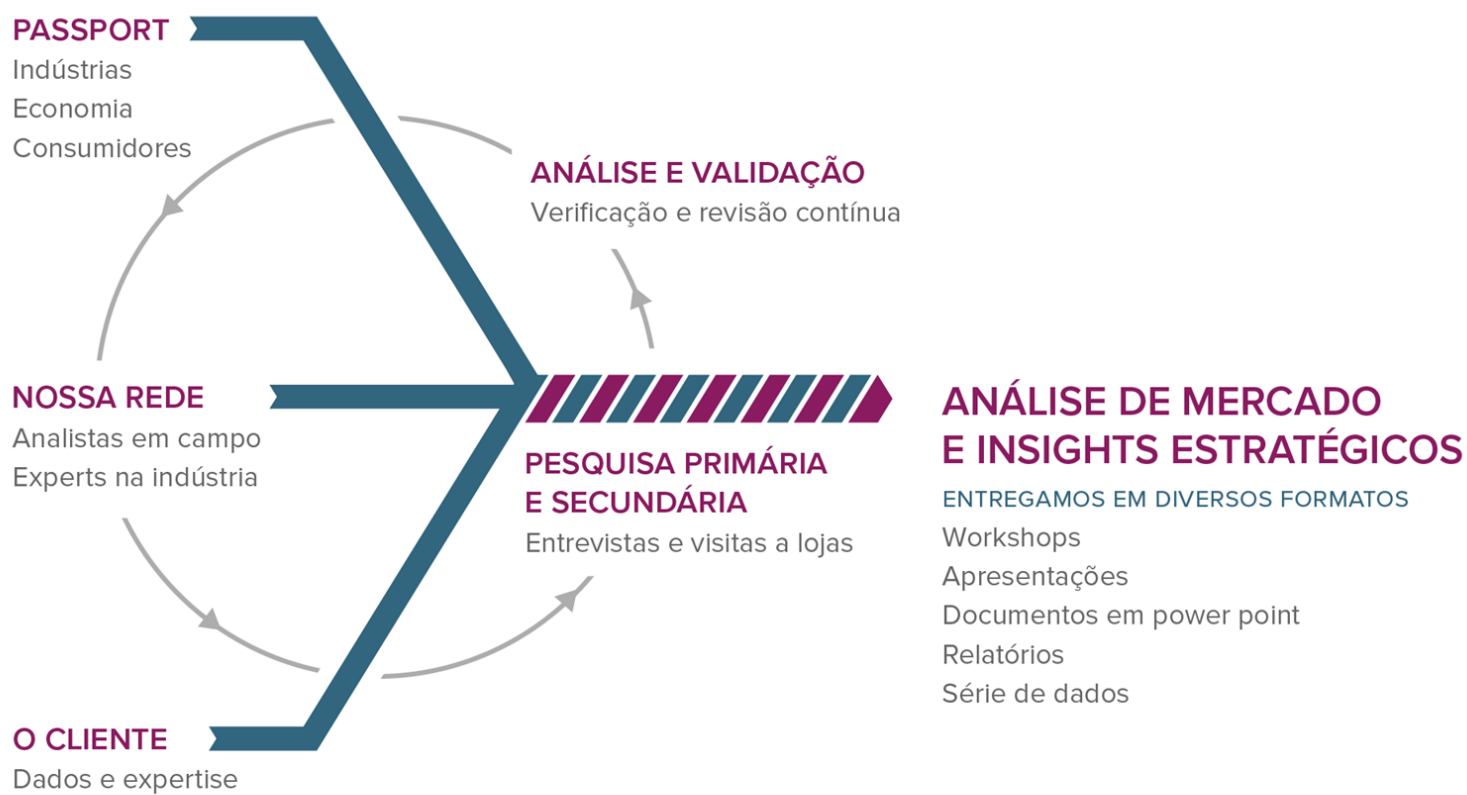 PASSPORT
Indústrias
Economia
Consumidores
ANÁLISE E VALIDAÇÃO
Verificação e revisão contínua
NOSSA REDE
Analistas em campo
Experts na indústria
PESQUISA PRIMÁRIA
E SECUNDÁRIA
Entrevistas e visitas a lojas
ANÁLISE DE MERCADO
E INSIGHTS ESTRATÉGICOS
ENTREGAMOS EM DIVERSOS FORMATOS
Workshops
Apresentações
Documentos em power point
Relatórios
Série de dados
O CLIENTE
Dados e expertise